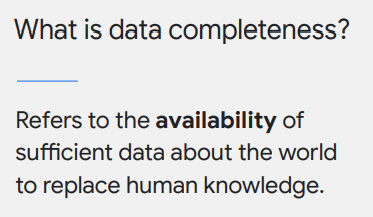 What is data completeness?
Refers to the availability of
sufficient data about the world
to replace human knowledge.